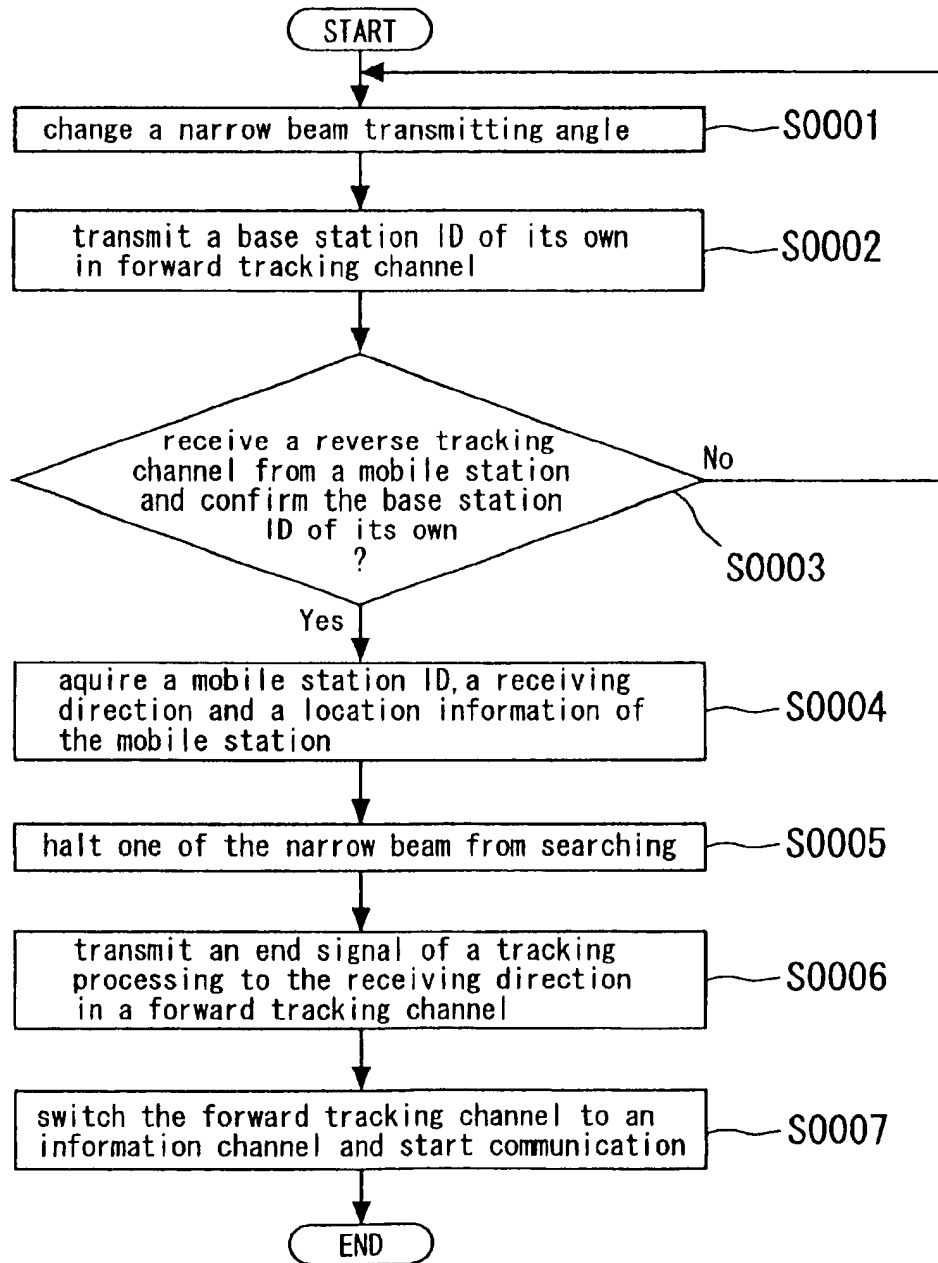 START
change a narrow beam transmitting angle
S0001
transmit a base station ID of its own
in forward tracking channel
S0002
receive a reverse tracking
channel from a mobile station
and confirm the base station
ID of its own
?
No
S0003
Yes
aquire a mobile station ID, a receiving
direction and a location information of
the mobile station
S0004
halt one of the narrow beam from searching
S0005
transmit an end signal of a tracking
processing to the receiving direction
in a forward tracking channel
S0006
switch the forward tracking channel to an
information channel and start communication
S0007
END